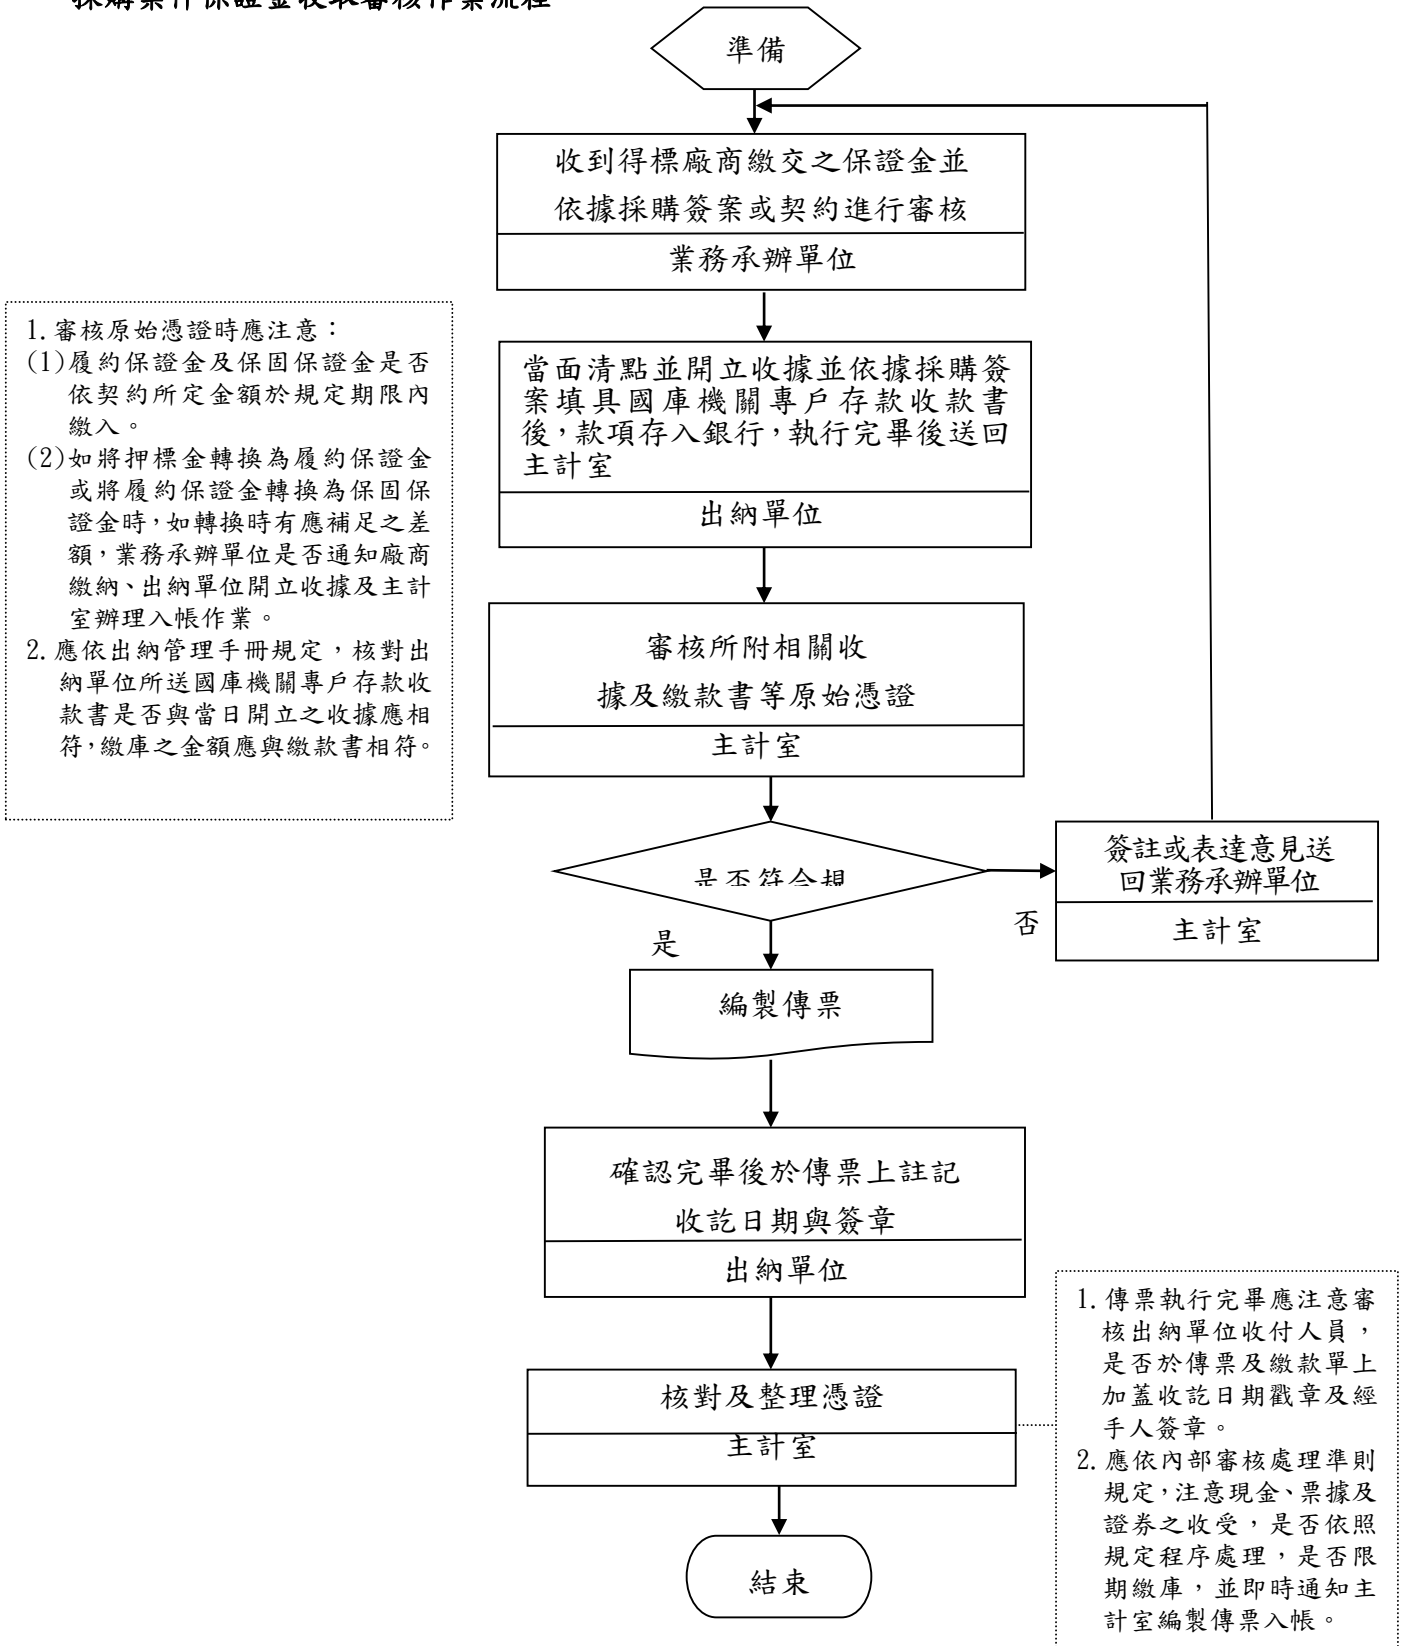 採購案件保證金收取審核作業流程
準備
收到得標廠商繳交之保證金並
依據採購簽案或契約進行審核
業務承辦單位
1.審核原始憑證時應注意：
(1)履約保證金及保固保證金是否
依契約所定金額於規定期限內
繳入。
(2)如將押標金轉換為履約保證金
或將履約保證金轉換為保固保
證金時，如轉換時有應補足之差
額，業務承辦單位是否通知廠商
繳納、出納單位開立收據及主計
室辦理入帳作業。
2.應依出納管理手冊規定，核對出
納單位所送國庫機關專戶存款收
款書是否與當日開立之收據應相
符，繳庫之金額應與繳款書相符。
當面清點並開立收據並依據採購簽
案填具國庫機關專戶存款收款書
後，款項存入銀行，執行完畢後送回
主計室
出納單位
審核所附相關收
據及繳款書等原始憑證
主計室
是否符合規
簽註或表達意見送
回業務承辦單位
主計室
否
是
編製傳票
確認完畢後於傳票上註記
收訖日期與簽章
出納單位
核對及整理憑證
主計室
1.傳票執行完畢應注意審
核出納單位收付人員，
是否於傳票及繳款單上
加蓋收訖日期戳章及經
手人簽章。
2.應依內部審核處理準則
規定，注意現金、票據及
證券之收受，是否依照
規定程序處理，是否限
期繳庫，並即時通知主
計室編製傳票入帳。
結束